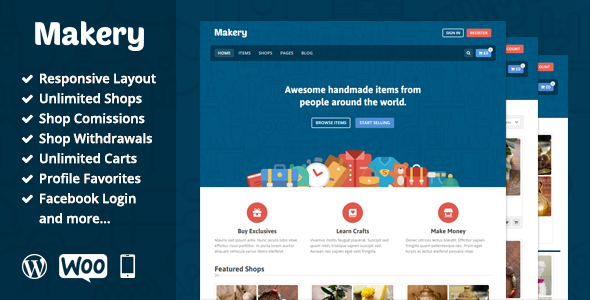 Makery
Responsive Layout
Unlimited Shops
Shop Comissions
Shop Withdrawals
Unlimited Carts
Profile Favorites
Facebook Login
and more...
WOO
Makery
SIGN IN
REGISTER
HOME
ITEMS
SHOPS
PAGES
BLOG
Awesome handmade items from
people around the world.
BROWSE ITEMS
START SELLING
Buy Exclusives
Learn Crafts
Make Money
Featured Shops